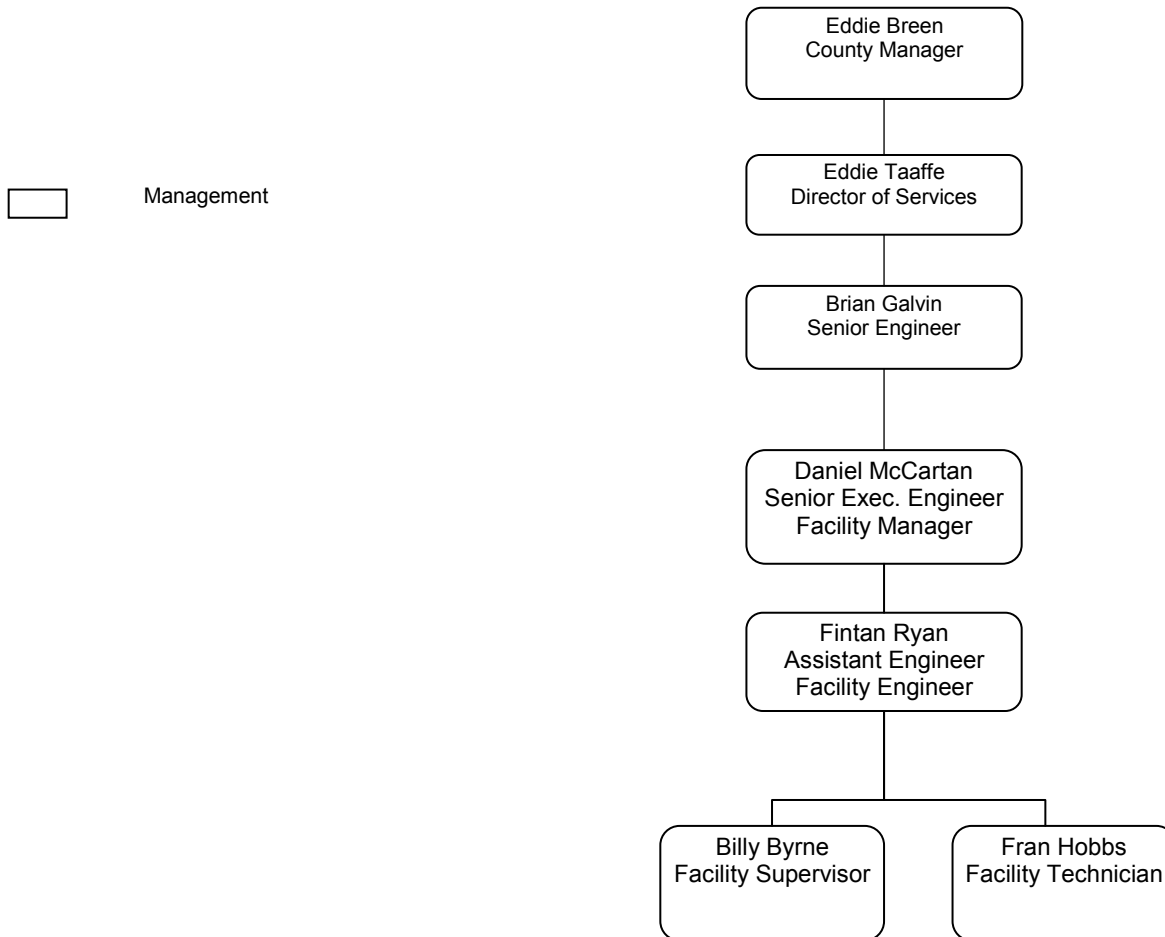 Eddie Breen
County Manager
Eddie Taaffe
Director of Services
Management
Brian Galvin
Senior Engineer
Daniel McCartan
Senior Exec. Engineer
Facility Manager
Fintan Ryan
Assistant Engineer
Facility Engineer
Billy Byrne
Facility Supervisor
Fran Hobbs
Facility Technician